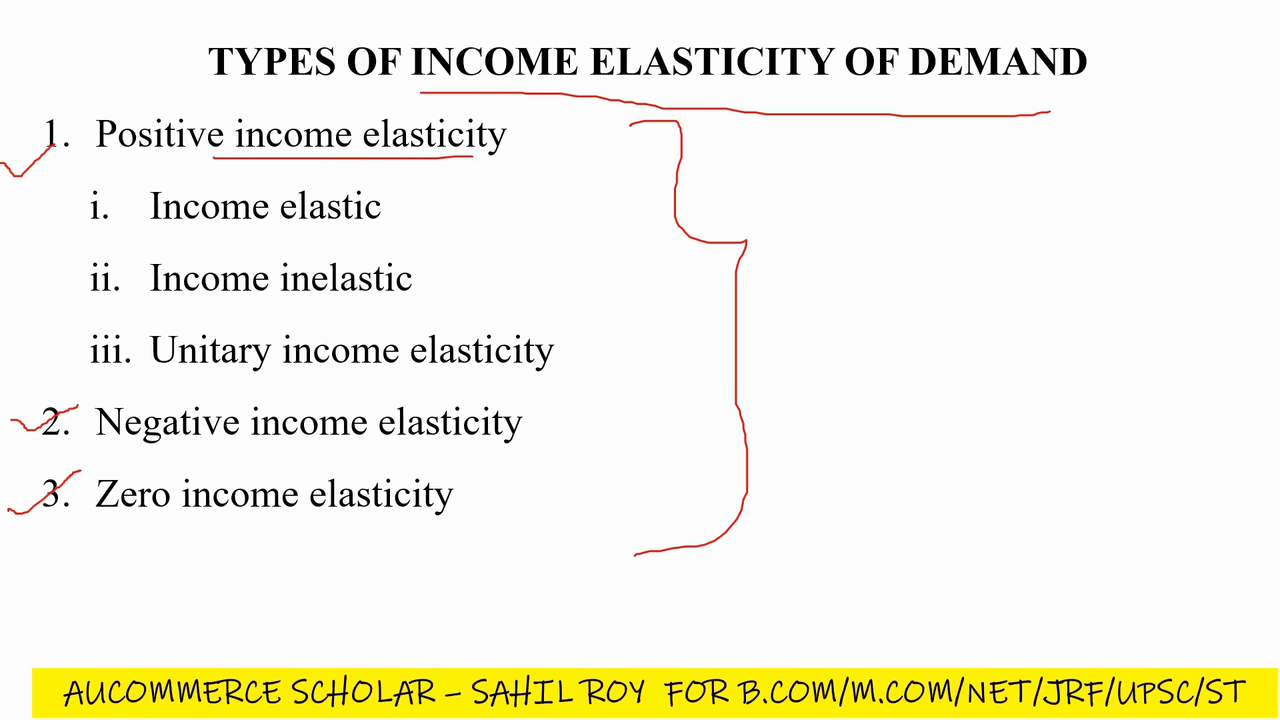 TYPES OF INCOME ELASTICITY OF DEMAND
1. Positive income elasticity
i. Income elastic
ii. Income inelastic
iii. Unitary income elasticity
2. Negative income elasticity
3. Zero income elasticity
AUCOMMERCE SCHOLAR – SAHIL ROY FOR B.COM/M.COM/NET/JRF/UPSC/ST